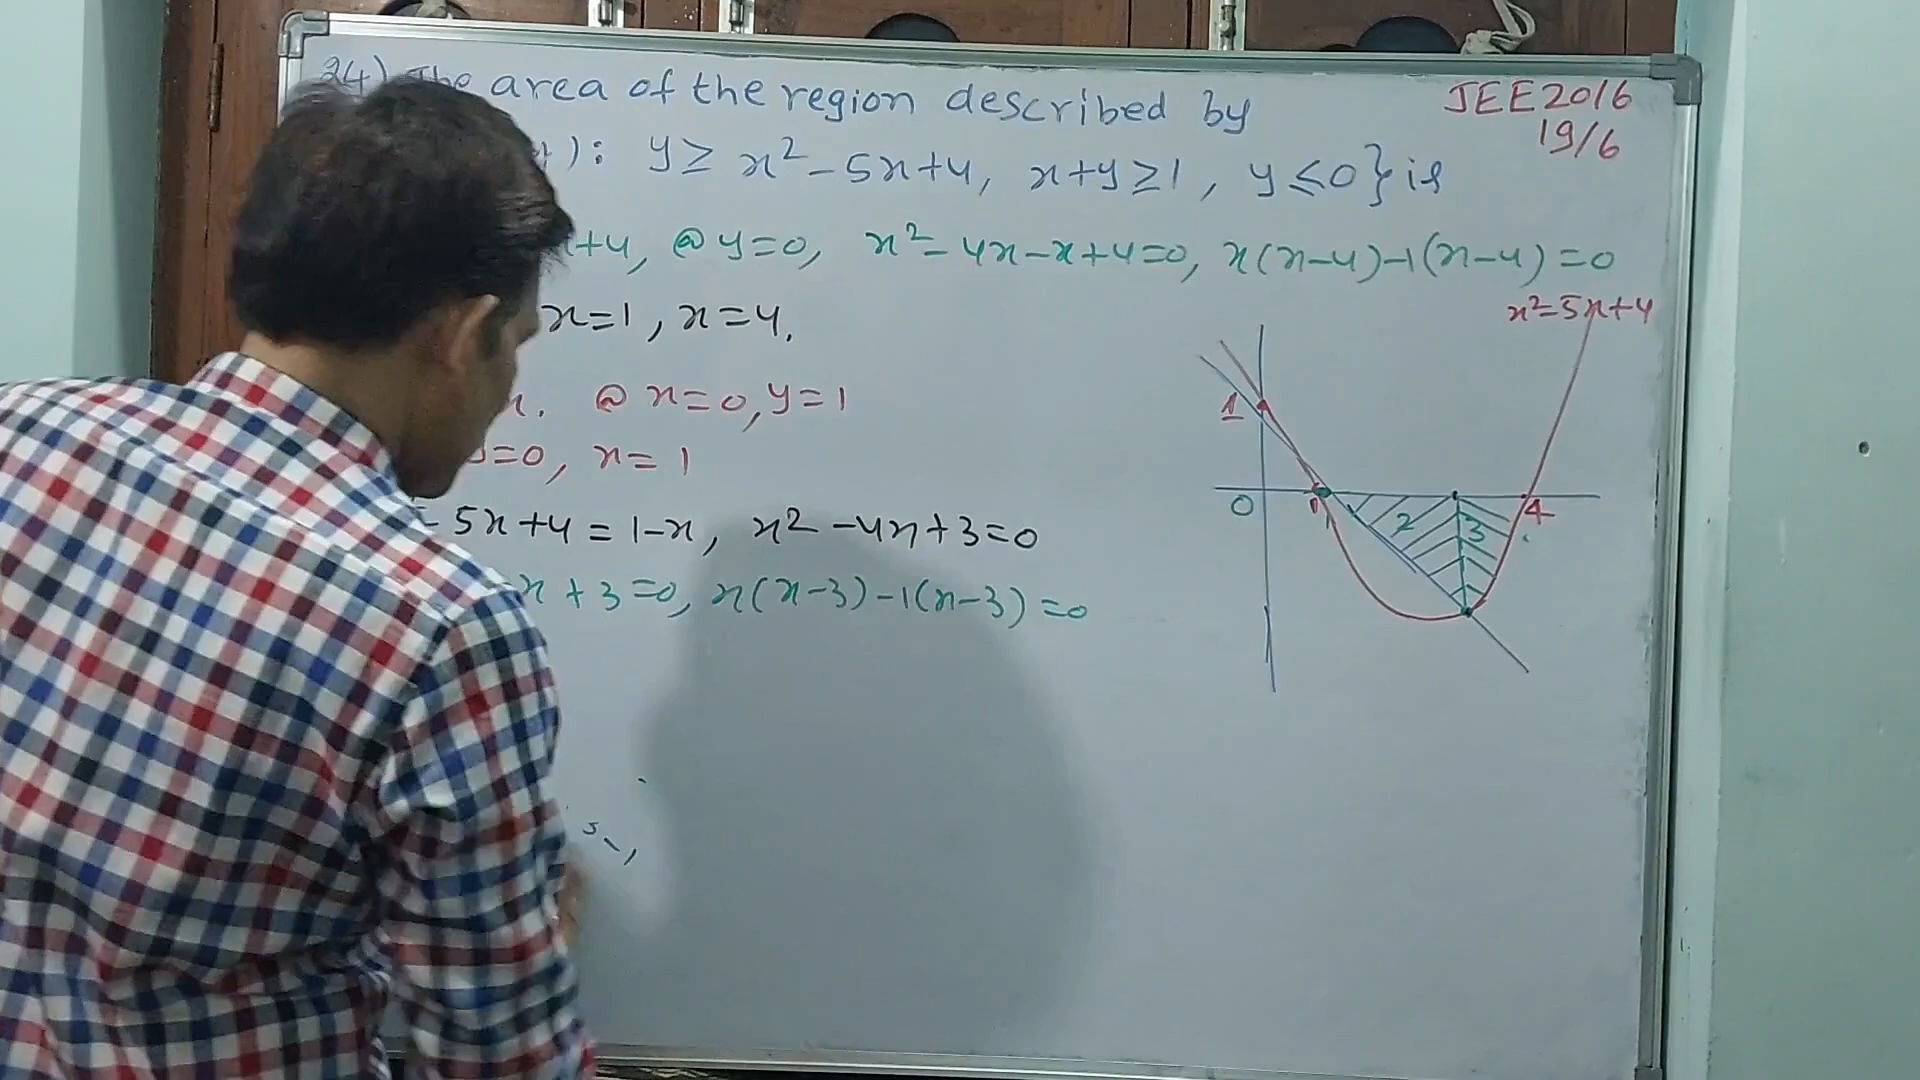 24) The area of the region described by
JEE 2016
19/6
): y ≥ x² - 5x + 4, x + y ≥ 1, y ≤ 0} is
x + 4, @ y = 0, x² - 4x - x + 4 = 0, x(x - 4) - 1(x - 4) = 0
x = 1, x = 4.
x² - 5x + 4
x. @ x = 0, y = 1
= 0, x = 1
- 5x + 4 = 1 - x, x² - 4x + 3 = 0
x + 3 = 0, x(x - 3) - 1(x - 3) = 0
1
0 1 2 3 4